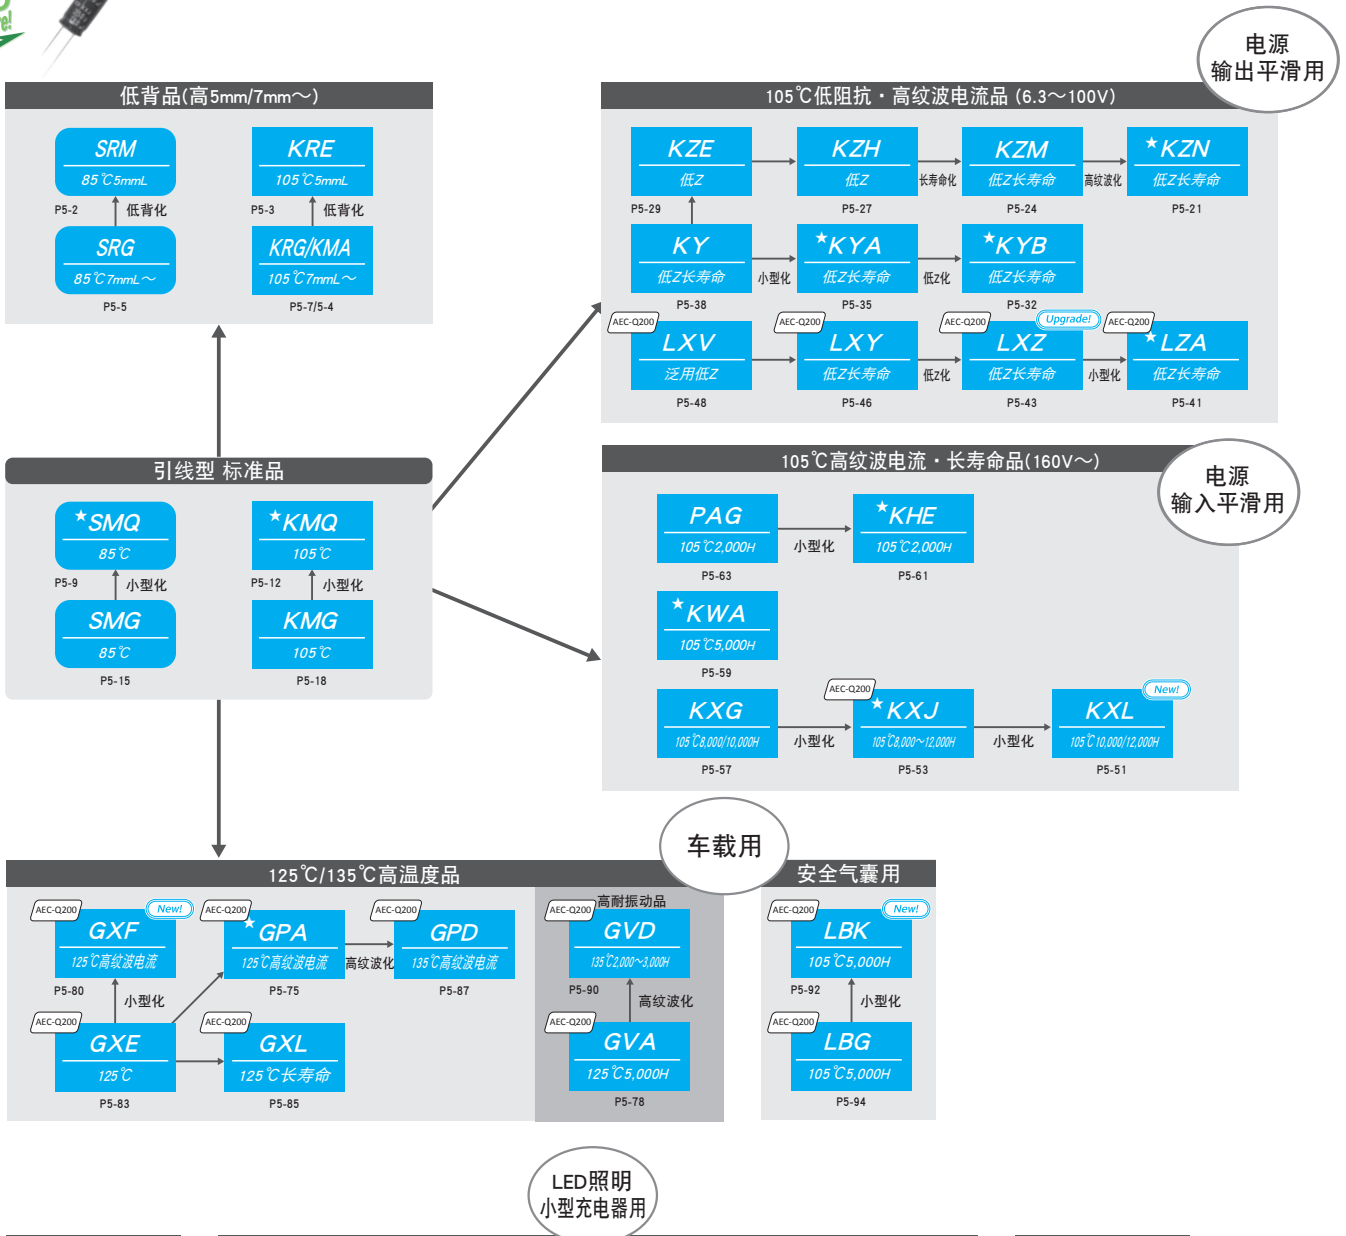 电源
输出平滑用
低背品(高5mm/7mm～)
SRM
85℃5mmL
P5-2
低背化
SRG
85℃7mmL～
P5-5
KRE
105℃5mmL
P5-3
低背化
KRG/KMA
105℃7mmL～
P5-7/5-4
105℃低阻抗・高纹波电流品 (6.3～100V)
KZE
低Z
P5-29
KZH
低Z
P5-27
长寿命化
KZM
低Z长寿命
P5-24
高纹波化
★KZN
低Z长寿命
P5-21
KY
低Z长寿命
P5-38
小型化
★KYA
低Z长寿命
P5-35
低Z化
★KYB
低Z长寿命
P5-32
AEC-Q200
LXV
泛用低Z
P5-48
AEC-Q200
LXY
低Z长寿命
P5-46
低Z化
AEC-Q200
Upgrade!
LXZ
低Z长寿命
P5-43
小型化
AEC-Q200
★LZA
低Z长寿命
P5-41
引线型 标准品
★SMQ
85℃
P5-9
小型化
SMG
85℃
P5-15
★KMQ
105℃
P5-12
小型化
KMG
105℃
P5-18
105℃高纹波电流・长寿命品(160V～)
电源
输入平滑用
PAG
105℃2,000H
P5-63
小型化
★KHE
105℃2,000H
P5-61
★KWA
105℃5,000H
P5-59
KXG
105℃8,000/10,000H
P5-57
小型化
AEC-Q200
★KXJ
105℃8,000～12,000H
P5-53
小型化
New!
KXL
105℃10,000/12,000H
P5-51
车载用
125℃/135℃高温度品
AEC-Q200
New!
GXF
125℃高纹波电流
P5-80
小型化
AEC-Q200
GXE
125℃
P5-83
AEC-Q200
★GPA
125℃高纹波电流
P5-75
高纹波化
AEC-Q200
GPD
135℃高纹波电流
P5-87
AEC-Q200
GXL
125℃长寿命
P5-85
高耐振动品
AEC-Q200
GVD
135℃2,000～3,000H
P5-90
高纹波化
AEC-Q200
GVA
125℃5,000H
P5-78
安全气囊用
AEC-Q200
New!
LBK
105℃5,000H
P5-92
小型化
AEC-Q200
LBG
105℃5,000H
P5-94
LED照明
小型充电器用